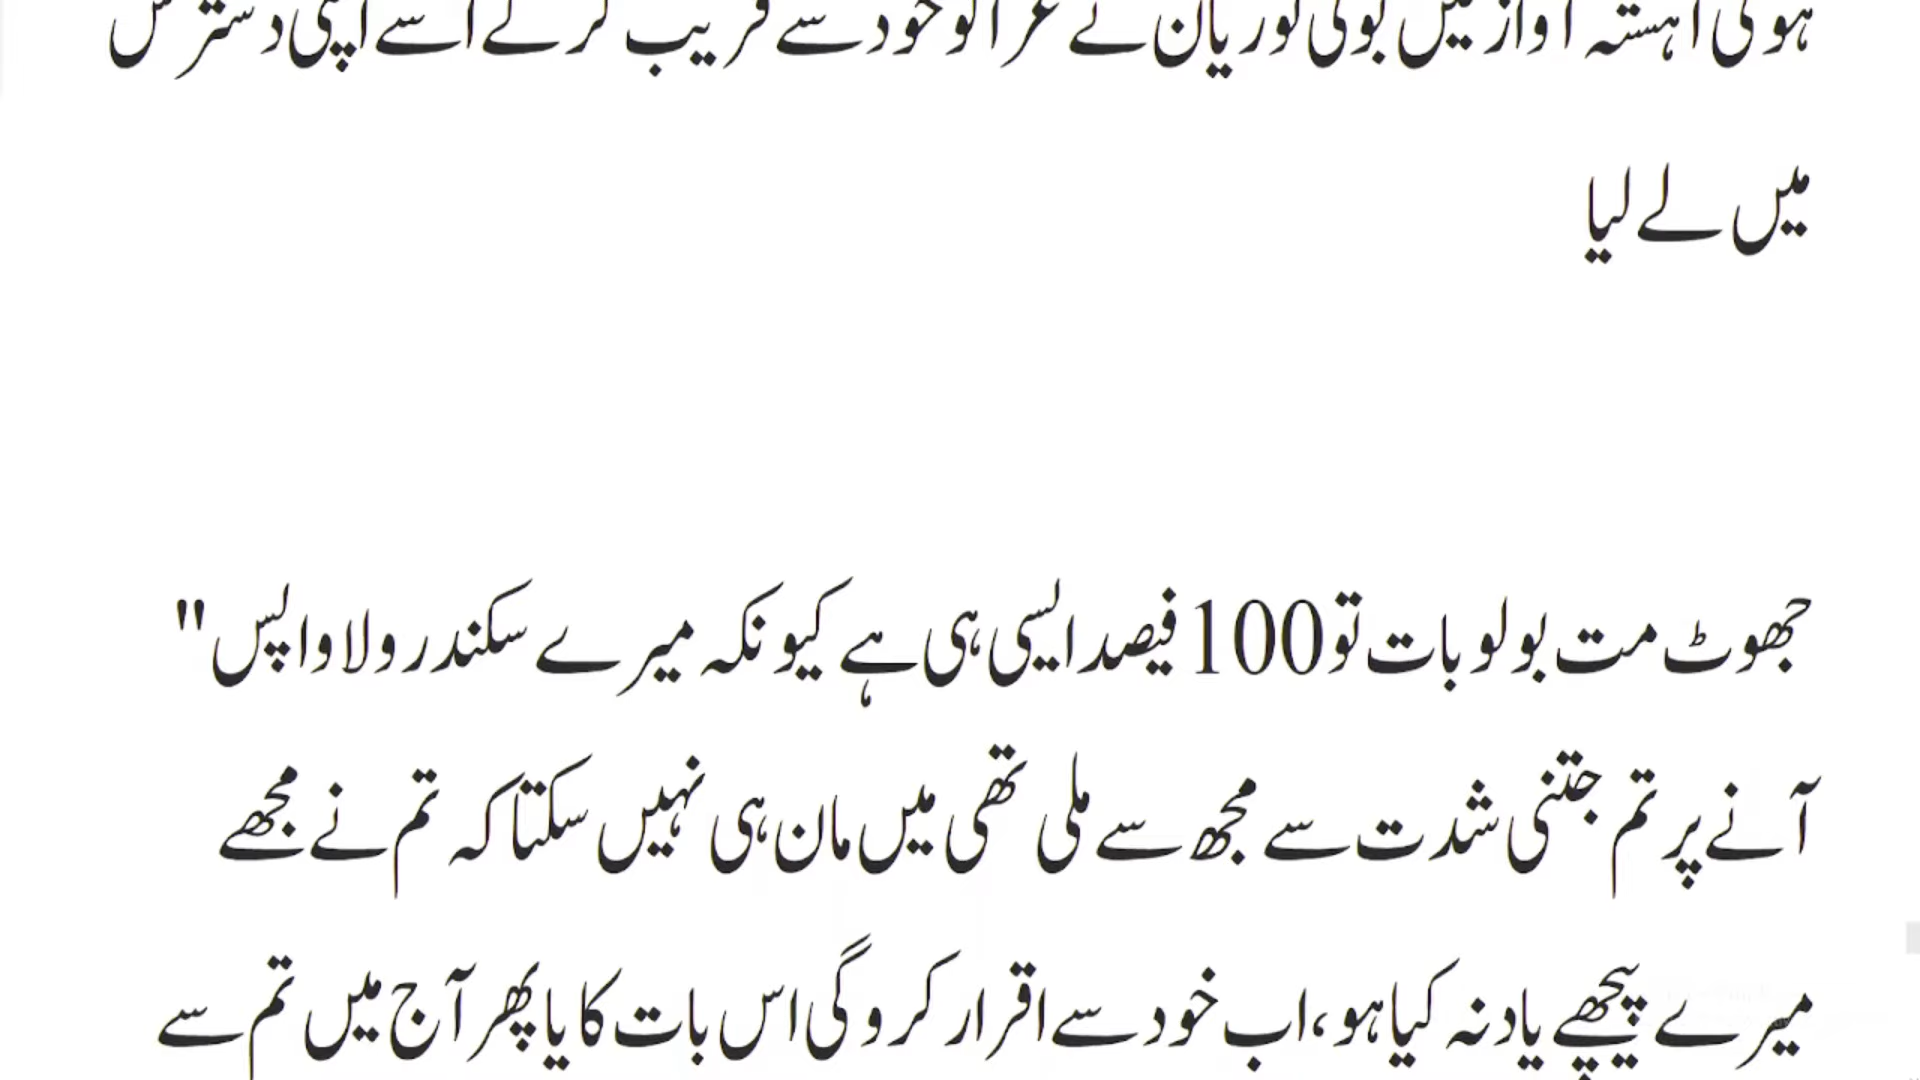 ہوئی آہستہ آواز میں بولی تو ریان نے عزا کو خود سے قریب کرکے اسے اپنی دسترس
میں لے لیا
جھوٹ مت بولو بات تو 100 فیصد ایسی ہی ہے کیونکہ میرے سکندر ولا واپس"
آنے پر تم جتنی شدت سے مجھ سے ملی تھی میں مان ہی نہیں سکتا کہ تم نے مجھے
میرے پیچھے یاد نہ کیا ہو، اب خود سے اقرار کرو گی اس بات کا یا پھر آج میں تم سے